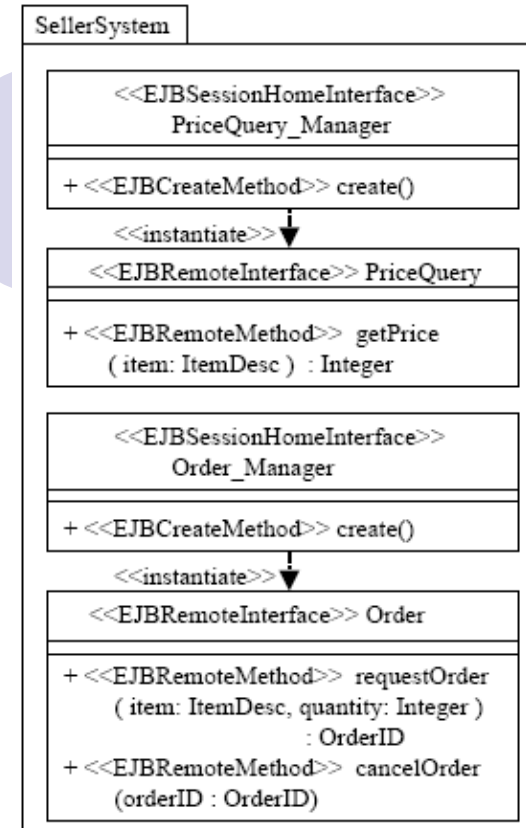 SellerSystem
<<EJBSessionHomeInterface>>
PriceQuery_Manager
+ <<EJBCreateMethod>> create()
<<instantiate>>
<<EJBRemoteInterface>> PriceQuery
+ <<EJBRemoteMethod>> getPrice
( item: ItemDesc ) : Integer
<<EJBSessionHomeInterface>>
Order_Manager
+ <<EJBCreateMethod>> create()
<<instantiate>>
<<EJBRemoteInterface>> Order
+ <<EJBRemoteMethod>> requestOrder
( item: ItemDesc, quantity: Integer )
: OrderID
+ <<EJBRemoteMethod>> cancelOrder
(orderID : OrderID)